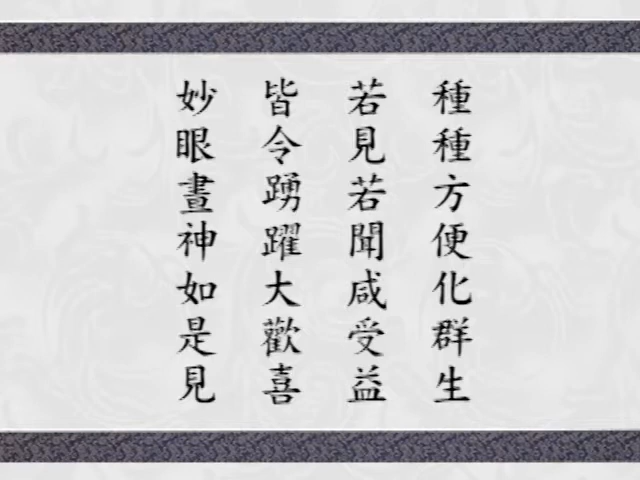 種種方便化群生
若見若聞咸受益
皆令踴躍大歡喜
妙眼晝神如是見